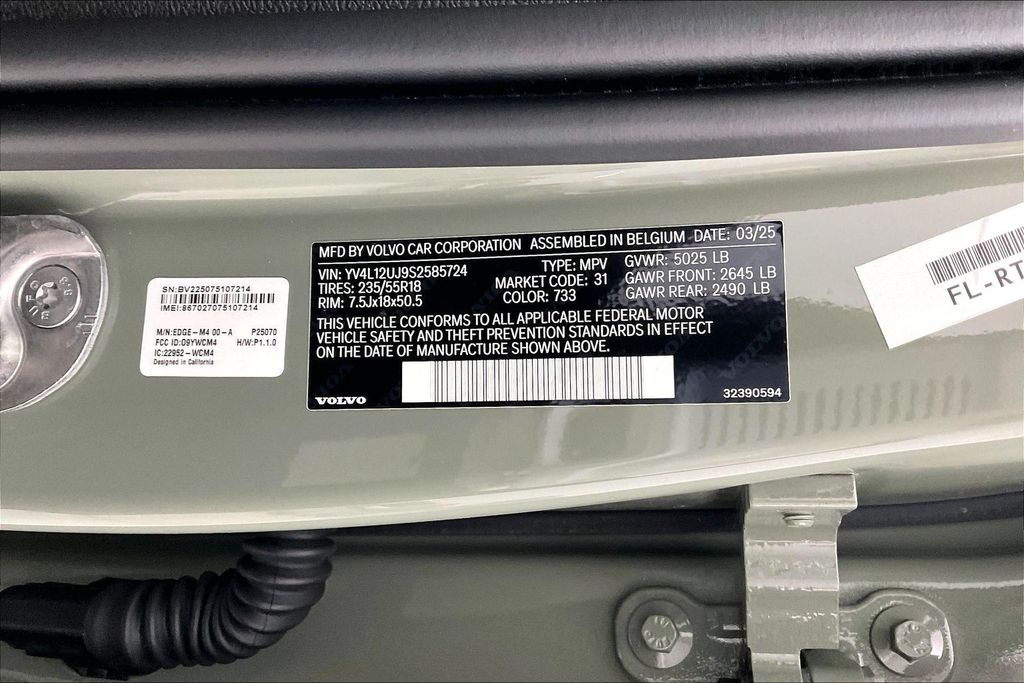 SN:BV225075107214
IMEI:867027075107214
M/N:EDGE-M4 00-A P25070
FCC ID:O9YWCM4 H/W:P1.1.0
IC:22952-WCM4
Designed in California
MFD BY VOLVO CAR CORPORATION ASSEMBLED IN BELGIUM DATE: 03/25
VIN: YV4L12UJ9S2585724 TYPE: MPV GVWR: 5025 LB
TIRES: 235/55R18 MARKET CODE: 31 GAWR FRONT: 2645 LB
RIM: 7.5Jx18x50.5 COLOR: 733 GAWR REAR: 2490 LB
THIS VEHICLE CONFORMS TO ALL APPLICABLE FEDERAL MOTOR
VEHICLE SAFETY AND THEFT PREVENTION STANDARDS IN EFFECT
ON THE DATE OF MANUFACTURE SHOWN ABOVE.
VOLVO 32390594
FL-RT